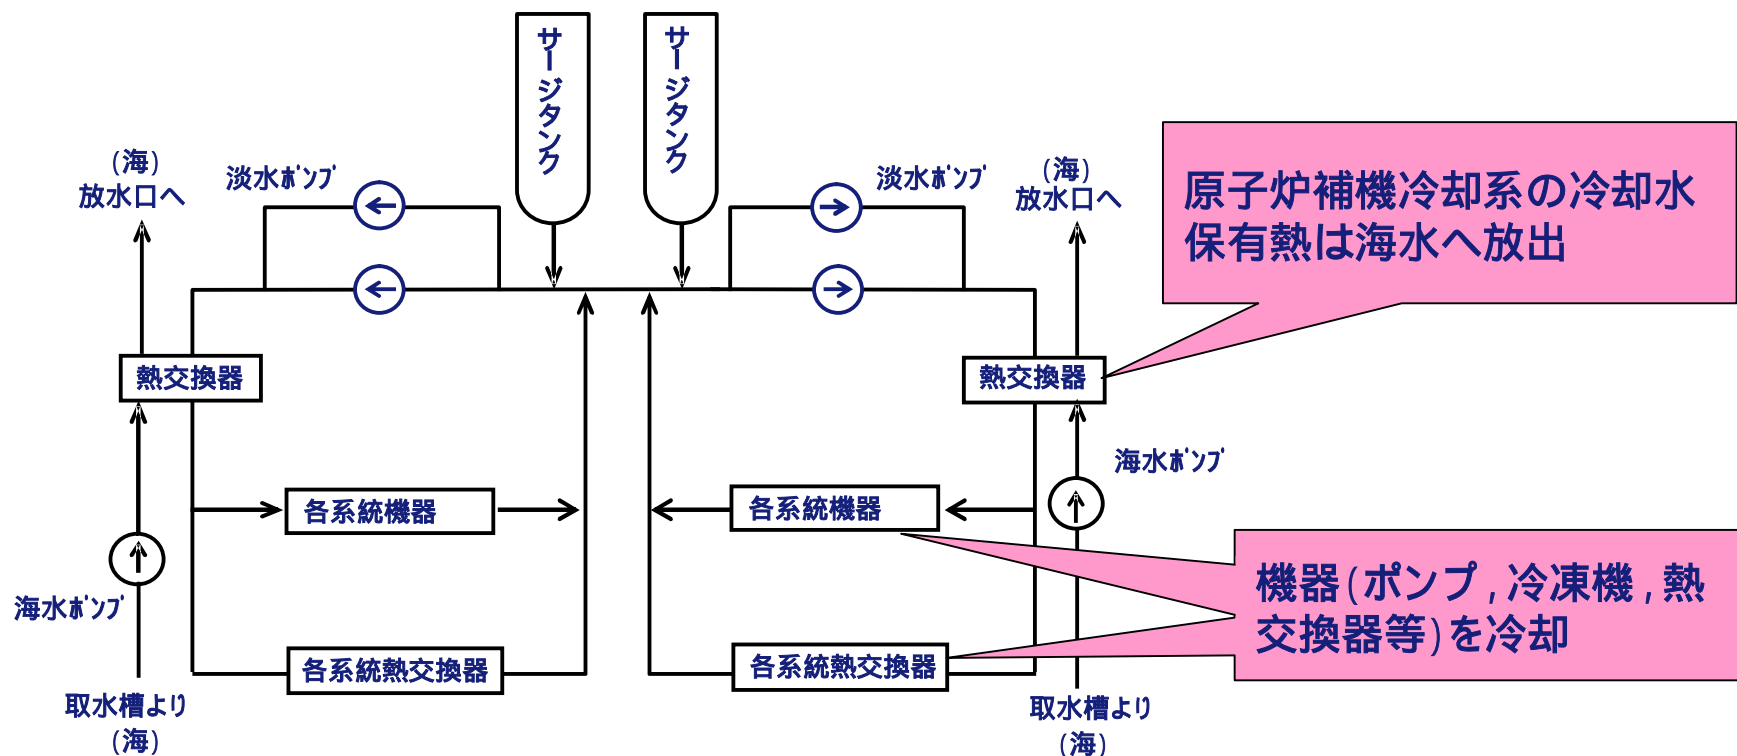 サージタンク
サージタンク
(海)
放水口へ
淡水ﾎﾟﾝﾌﾟ
淡水ﾎﾟﾝﾌﾟ
(海)
放水口へ
原子炉補機冷却系の冷却水
保有熱は海水へ放出
熱交換器
熱交換器
海水ﾎﾟﾝﾌﾟ
各系統機器
各系統機器
海水ﾎﾟﾝﾌﾟ
機器(ポンプ,冷凍機,熱
交換器等)を冷却
各系統熱交換器
各系統熱交換器
取水槽より
(海)
取水槽より
(海)